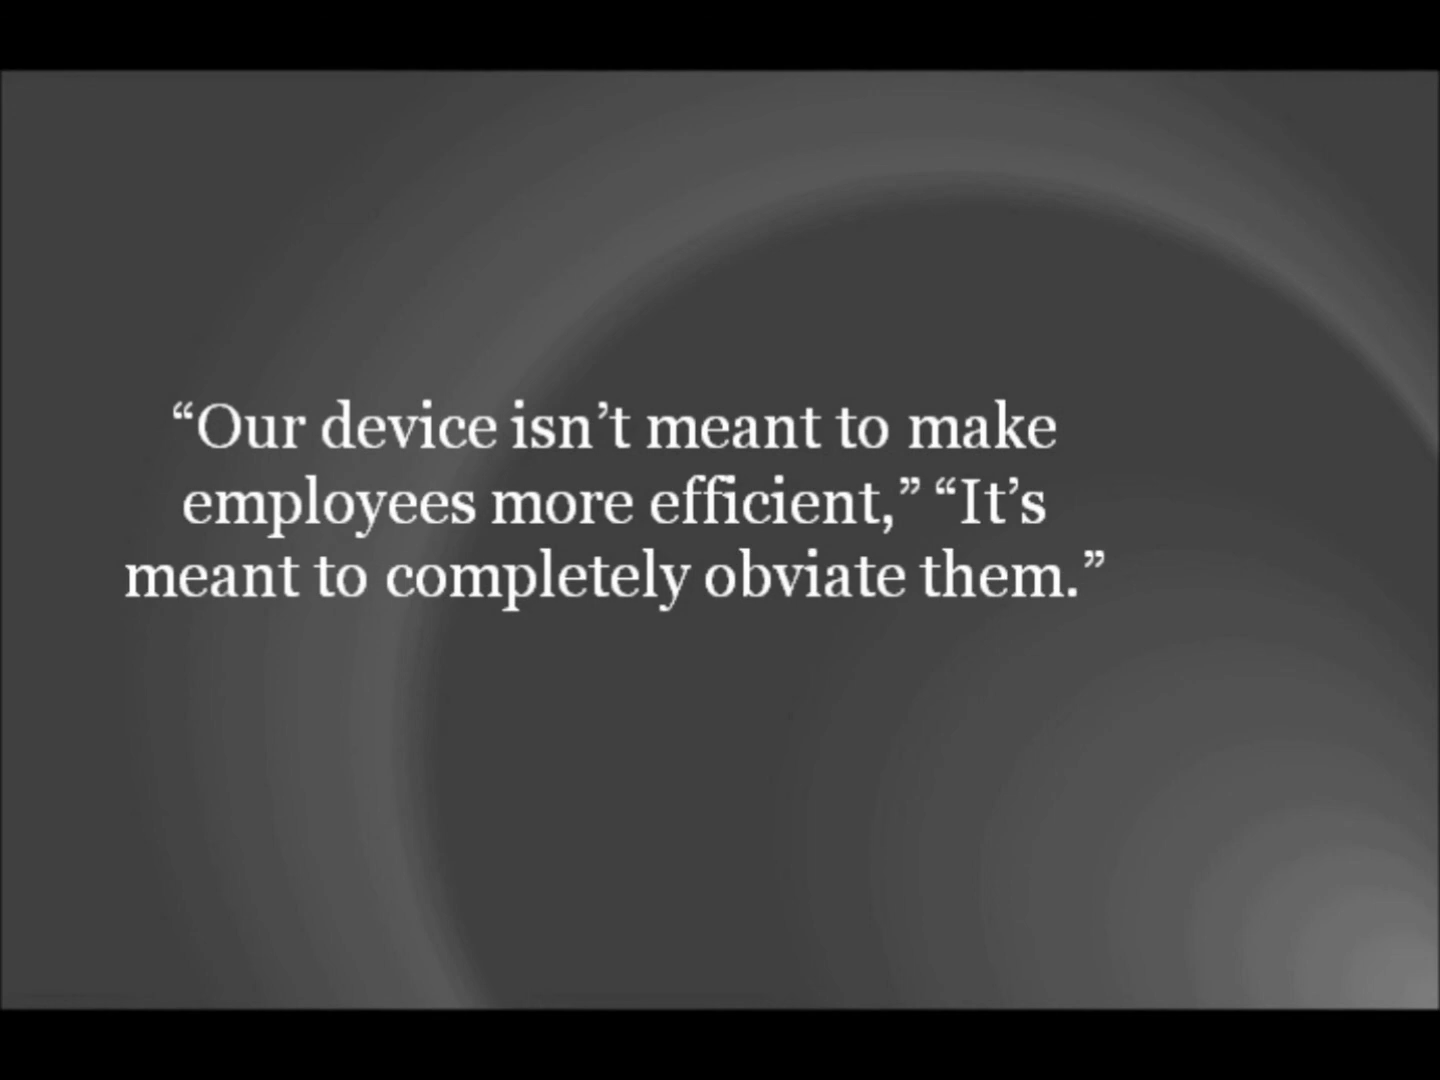 “Our device isn’t meant to make
employees more efficient,” “It’s
meant to completely obviate them.”